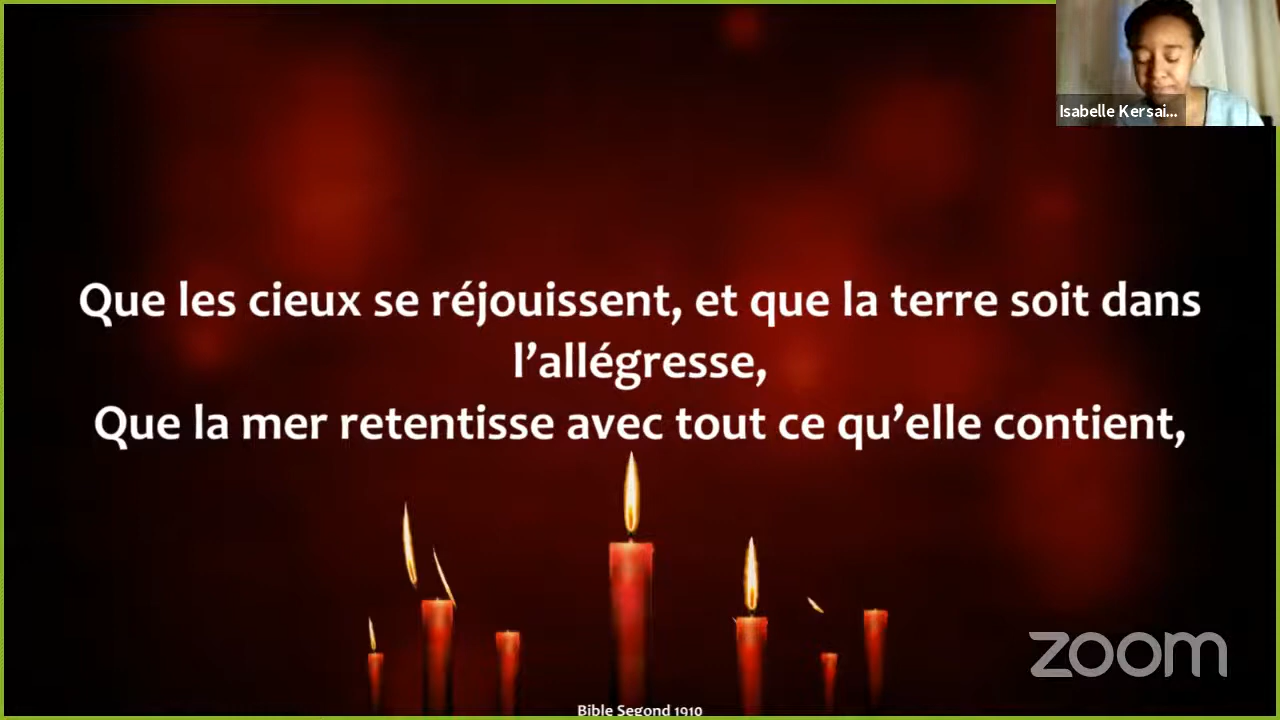 Isabelle Kersai...
Que les cieux se réjouissent, et que la terre soit dans
l’allégresse,
Que la mer retentisse avec tout ce qu’elle contient,
zoom
Bible Segond 1910